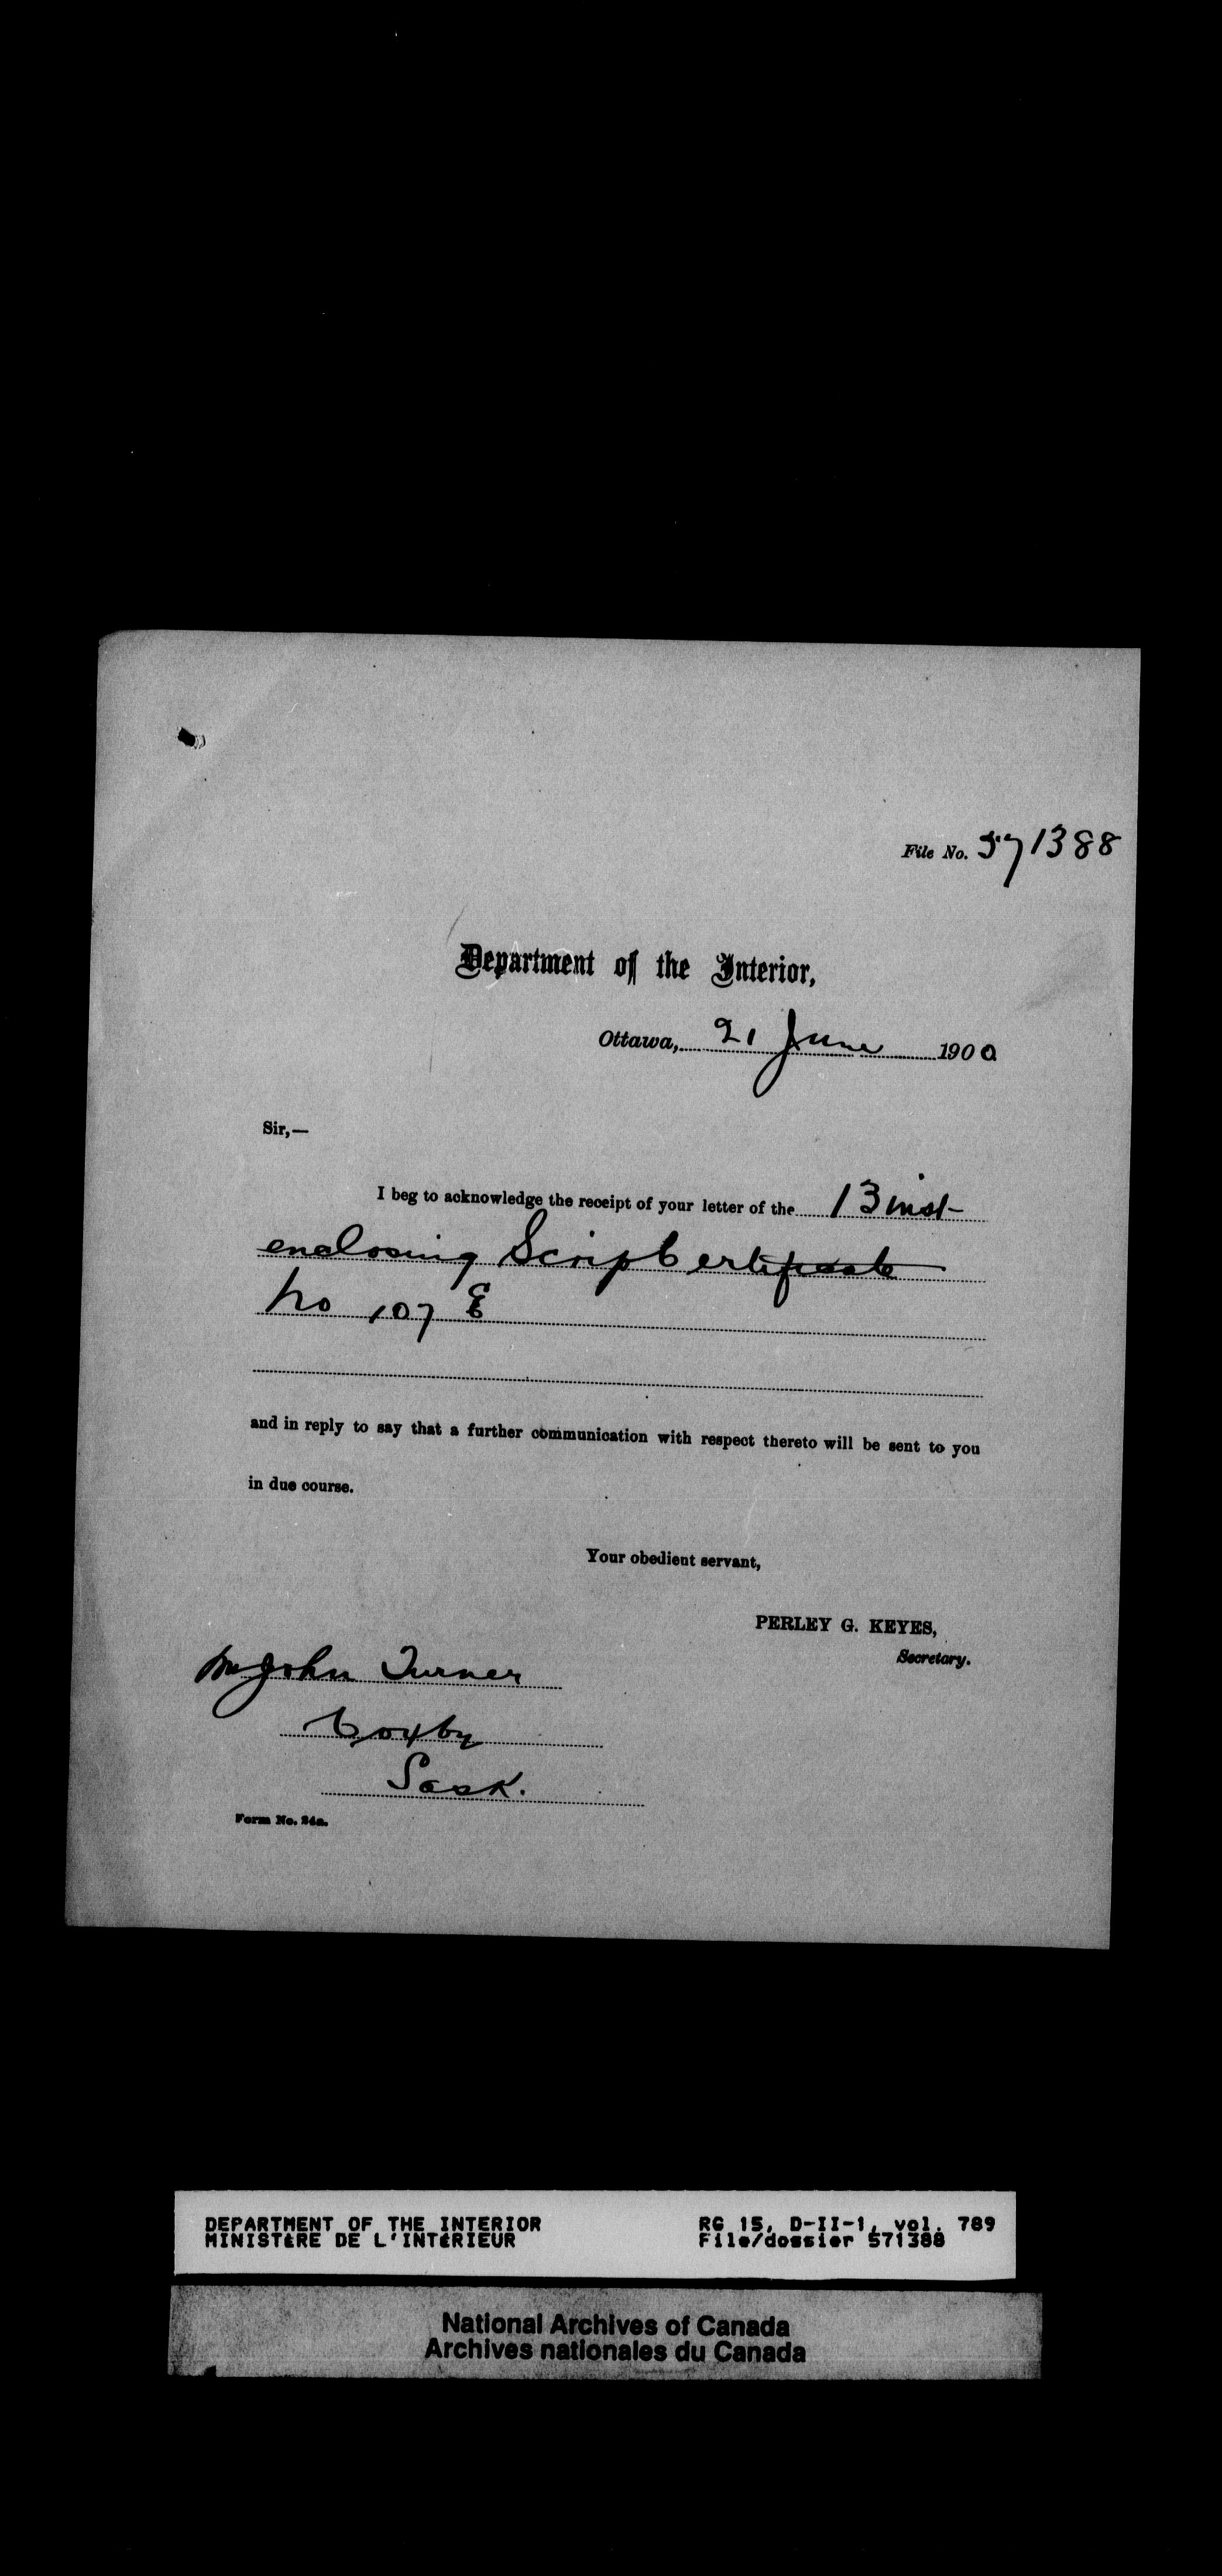 File No. 571388
Department of the Interior,
Ottawa, 21 June 1900
Sir,—
I beg to acknowledge the receipt of your letter of the 13 inst
enclosing Scrip Certificate
No 107 E
and in reply to say that a further communication with respect thereto will be sent to you
in due course.
Your obedient servant,
PERLEY G. KEYES,
Secretary.
Mr John Turner
Coxby
Sask.
Form No. 24a.
DEPARTMENT OF THE INTERIOR
MINISTÈRE DE L'INTÉRIEUR
RG 15, D-II-1, vol. 789
File/dossier 571388
National Archives of Canada
Archives nationales du Canada